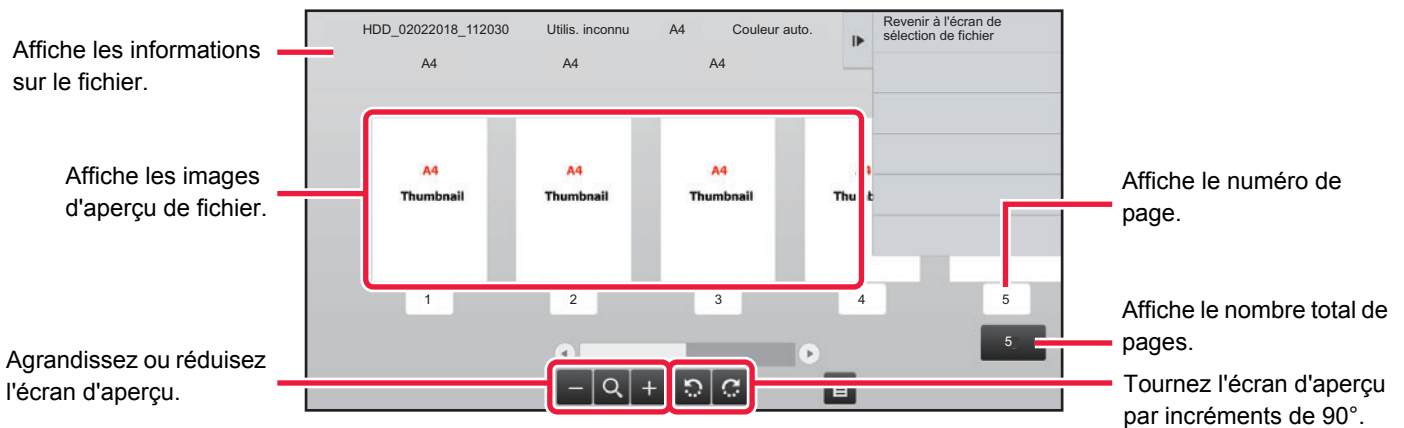 HDD_02022018_112030 Utilis. inconnu A4 Couleur auto.
Revenir à l'écran de
sélection de fichier
A4 A4 A4
Affiche les informations
sur le fichier.
A4 A4 A4
Thumbnail Thumbnail Thumbnail
Affiche les images
d'aperçu de fichier.
Affiche le numéro de
page.
1 2 3 4 5
Affiche le nombre total de
pages.
5
Agrandissez ou réduisez
l'écran d'aperçu.
Tournez l'écran d'aperçu
par incréments de 90°.